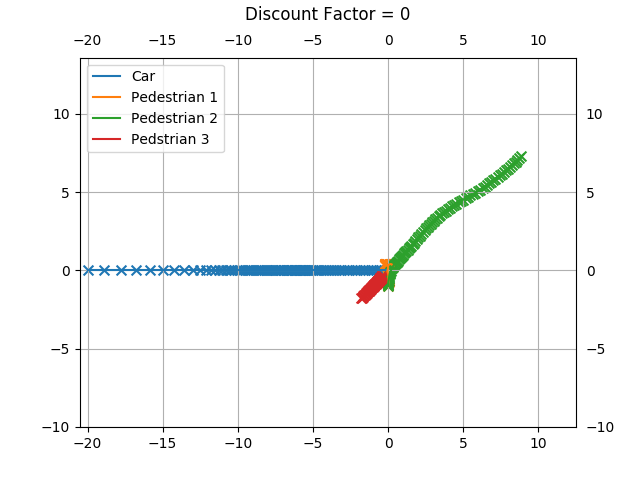 Discount Factor = 0
−20 −15 −10 −5 0 5 10
Car
Pedestrian 1
Pedestrian 2
Pedstrian 3
10 10
5 5
0 0
−5 −5
−10 −10
−20 −15 −10 −5 0 5 10